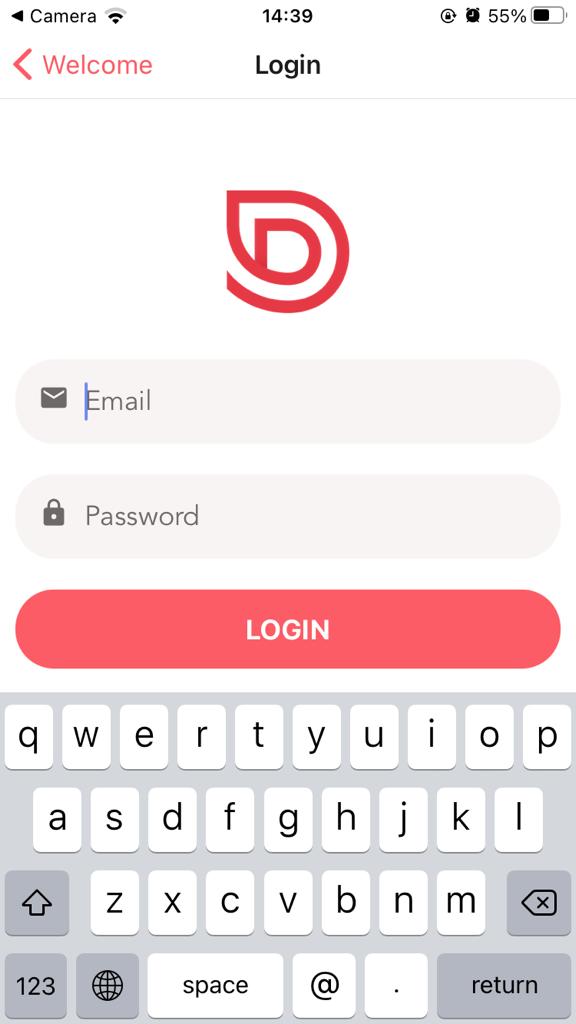 Camera 14:39 55%
Welcome Login
Email
Password
LOGIN
q w e r t y u i o p
a s d f g h j k l
z x c v b n m
123 space @ . return